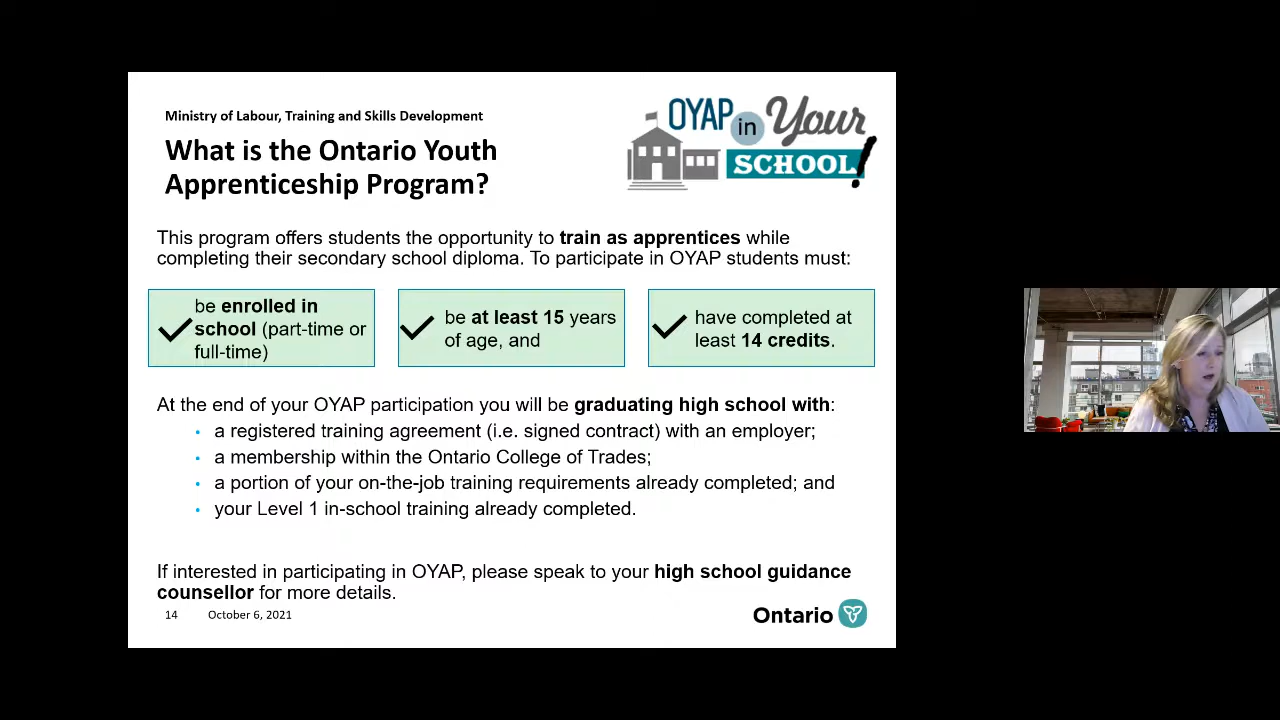 Ministry of Labour, Training and Skills Development
What is the Ontario Youth
Apprenticeship Program?
OYAP in Your
SCHOOL!
This program offers students the opportunity to train as apprentices while
completing their secondary school diploma. To participate in OYAP students must:
be enrolled in
school (part-time or
full-time)
be at least 15 years
of age, and
have completed at
least 14 credits.
At the end of your OYAP participation you will be graduating high school with:
• a registered training agreement (i.e. signed contract) with an employer;
• a membership within the Ontario College of Trades;
• a portion of your on-the-job training requirements already completed; and
• your Level 1 in-school training already completed.
If interested in participating in OYAP, please speak to your high school guidance
counsellor for more details.
14 October 6, 2021
Ontario